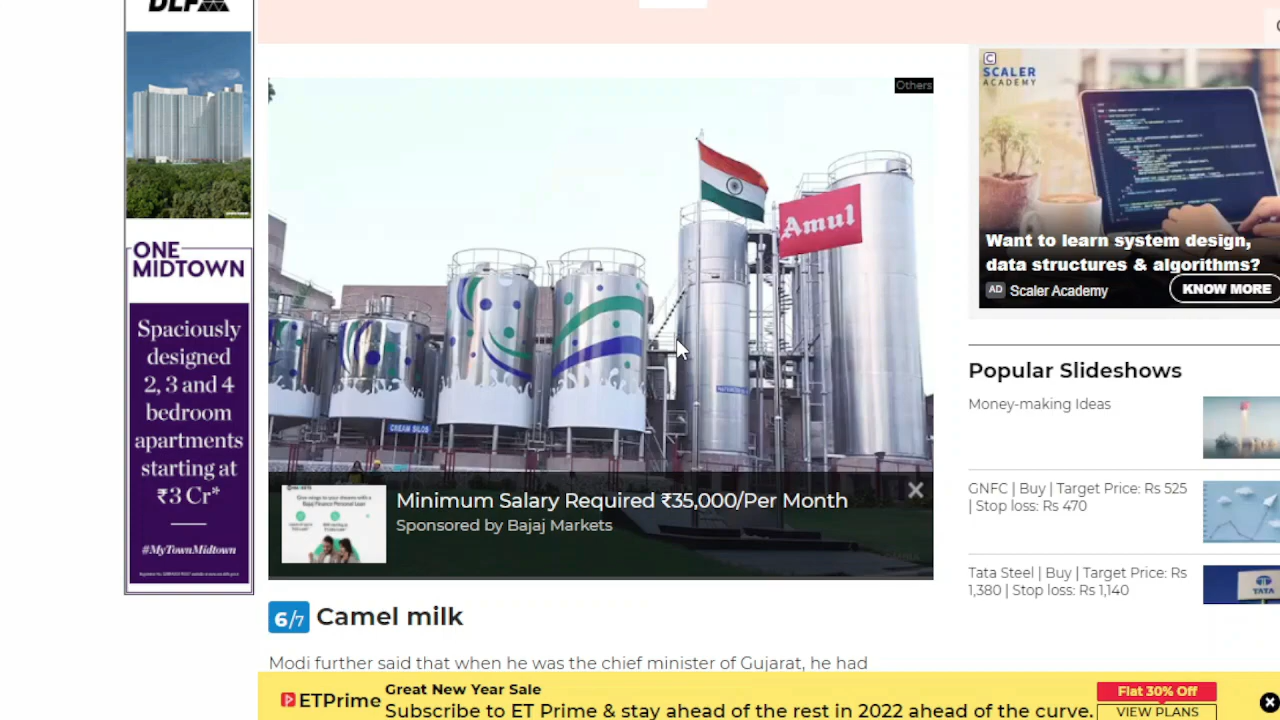 DLF
ONE
MIDTOWN
Spaciously
designed
2, 3 and 4
bedroom
apartments
starting at
₹3 Cr*
#MyTownMidtown
Others
Amul
CREAM SILOS
Minimum Salary Required ₹35,000/Per Month
Sponsored by Bajaj Markets
6/7 Camel milk
Modi further said that when he was the chief minister of Gujarat, he had
SCALER
ACADEMY
Want to learn system design,
data structures & algorithms?
AD Scaler Academy
KNOW MORE
Popular Slideshows
Money-making Ideas
GNFC | Buy | Target Price: Rs 525
| Stop loss: Rs 470
Tata Steel | Buy | Target Price: Rs
1,380 | Stop loss: Rs 1,140
TATA
ETPrime
Great New Year Sale
Subscribe to ET Prime & stay ahead of the rest in 2022 ahead of the curve.
Flat 30% Off
VIEW PLANS